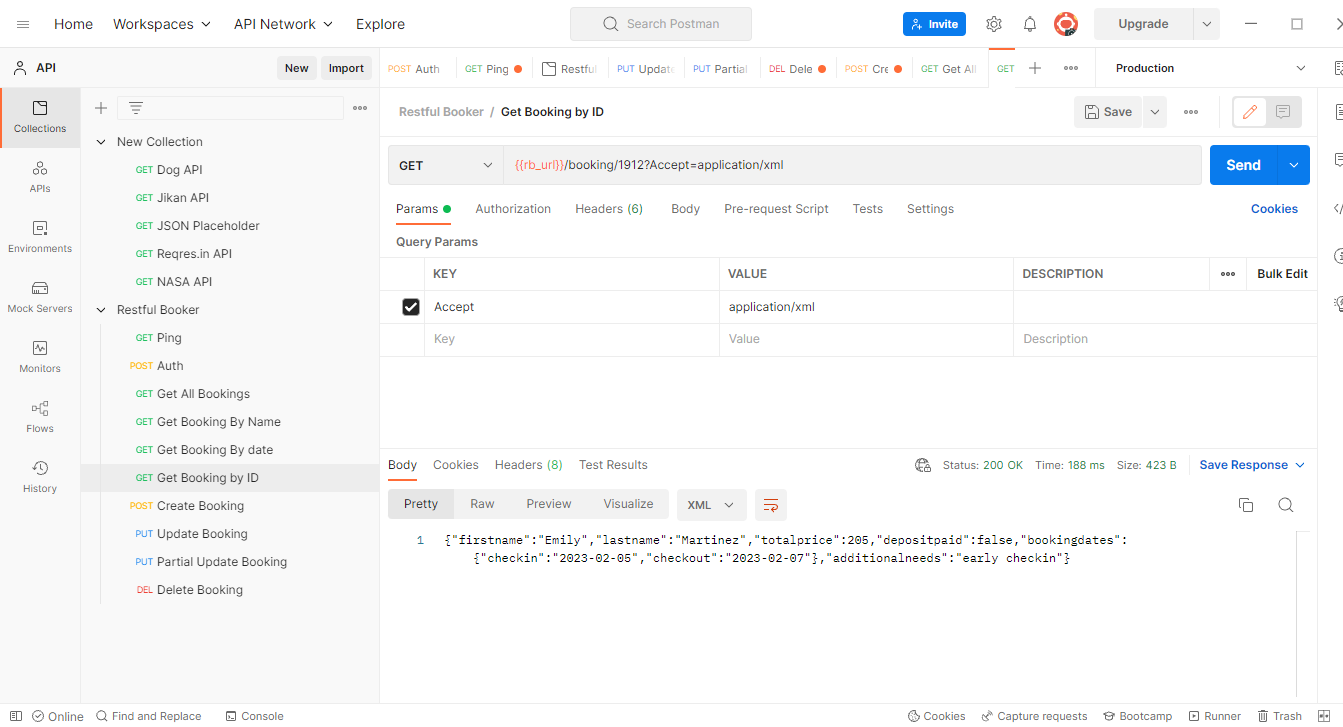 Home Workspaces API Network Explore Search Postman Invite Upgrade
API New Import POST Auth GET Ping Restful PUT Update PUT Partial DEL Dele POST Cre GET Get All GET Production
Restful Booker / Get Booking by ID Save
Collections
APIs
Environments
Mock Servers
Monitors
Flows
History
New Collection
GET Dog API
GET Jikan API
GET JSON Placeholder
GET Reqres.in API
GET NASA API
Restful Booker
GET Ping
POST Auth
GET Get All Bookings
GET Get Booking By Name
GET Get Booking By date
GET Get Booking by ID
POST Create Booking
PUT Update Booking
PUT Partial Update Booking
DEL Delete Booking
GET {{rb_url}}/booking/1912?Accept=application/xml Send
Params Authorization Headers (6) Body Pre-request Script Tests Settings Cookies
Query Params
KEY VALUE DESCRIPTION Bulk Edit
Accept application/xml
Key Value Description
Body Cookies Headers (8) Test Results Status: 200 OK Time: 188 ms Size: 423 B Save Response
Pretty Raw Preview Visualize XML
1 {"firstname":"Emily","lastname":"Martinez","totalprice":205,"depositpaid":false,"bookingdates":
{"checkin":"2023-02-05","checkout":"2023-02-07"},"additionalneeds":"early checkin"}
Online Find and Replace Console Cookies Capture requests Bootcamp Runner Trash